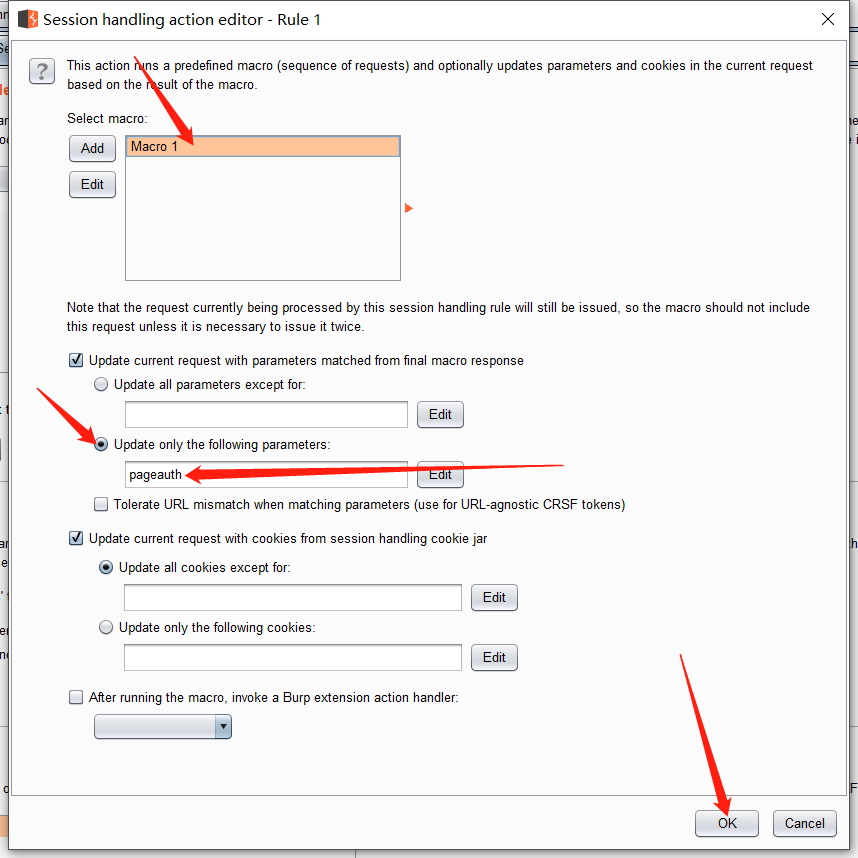 Session handling action editor - Rule 1
?
This action runs a predefined macro (sequence of requests) and optionally updates parameters and cookies in the current request
based on the result of the macro.
Select macro:
Add
Macro 1
Edit
Note that the request currently being processed by this session handling rule will still be issued, so the macro should not include
this request unless it is necessary to issue it twice.
Update current request with parameters matched from final macro response
Update all parameters except for:
Edit
Update only the following parameters:
pageauth
Edit
Tolerate URL mismatch when matching parameters (use for URL-agnostic CRSF tokens)
Update current request with cookies from session handling cookie jar
Update all cookies except for:
Edit
Update only the following cookies:
Edit
After running the macro, invoke a Burp extension action handler:
OK
Cancel